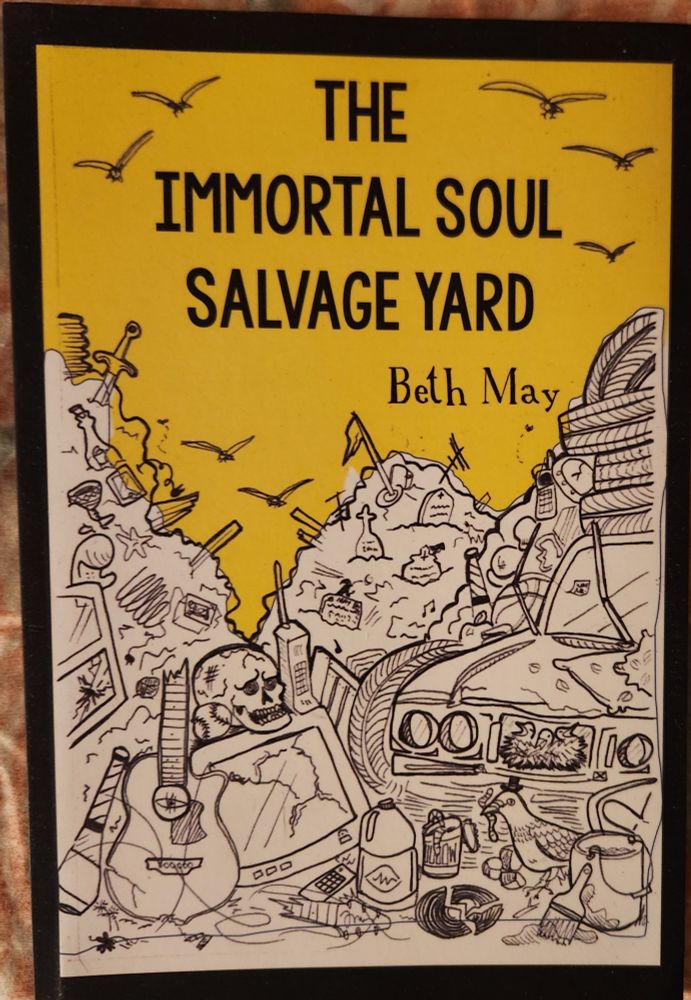 THE
IMMORTAL SOUL
SALVAGE YARD
Beth May